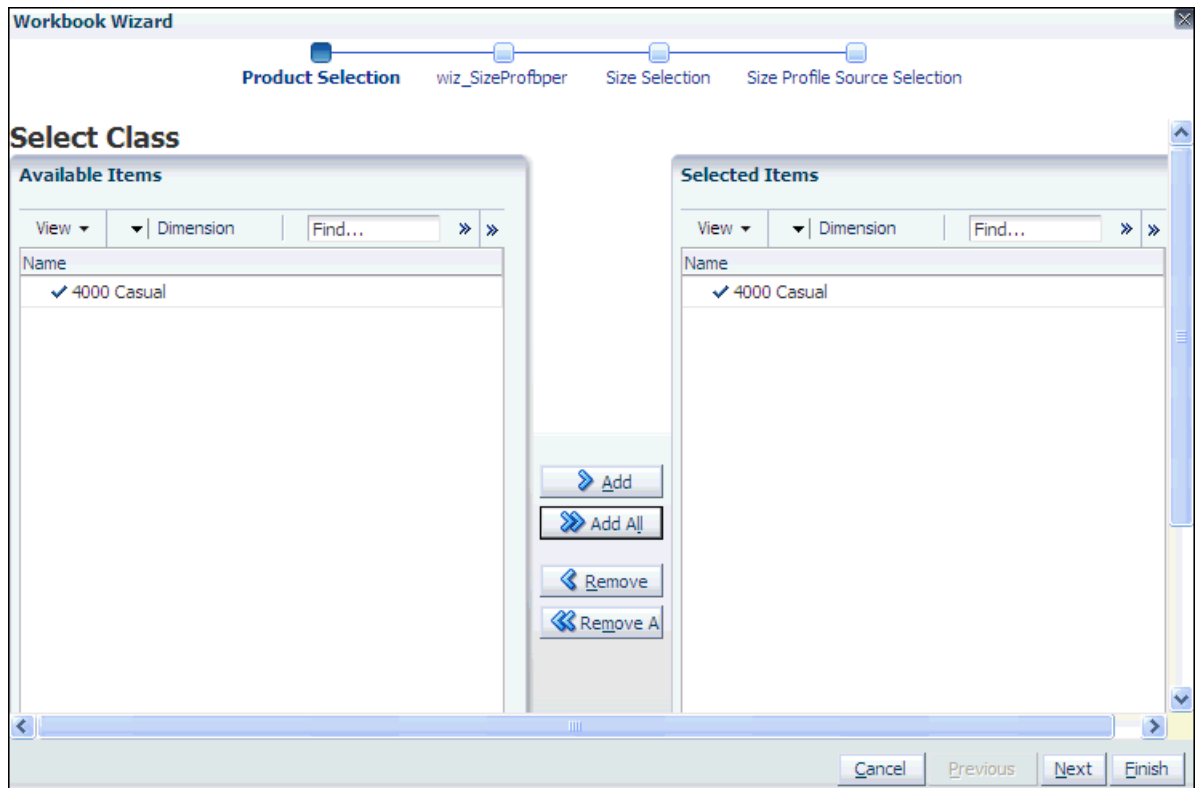 Workbook Wizard
Product Selection wiz_SizeProfbper Size Selection Size Profile Source Selection
Select Class
Available Items
View Dimension Find...
Name
4000 Casual
Add
Add All
Remove
Remove A
Selected Items
View Dimension Find...
Name
4000 Casual
Cancel Previous Next Finish